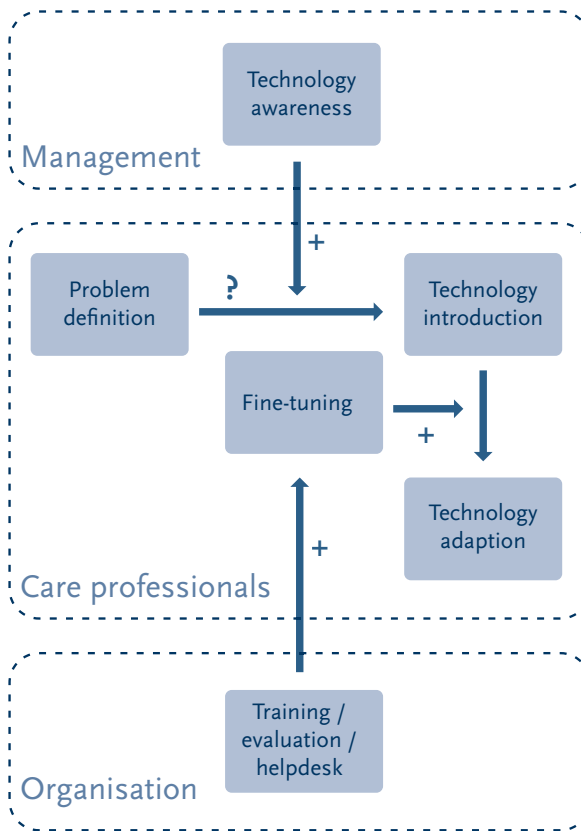 Technology
awareness
Management
+
Problem
definition
?
Technology
introduction
Fine-tuning
+
Technology
adaption
+
Care professionals
Training /
evaluation /
helpdesk
Organisation